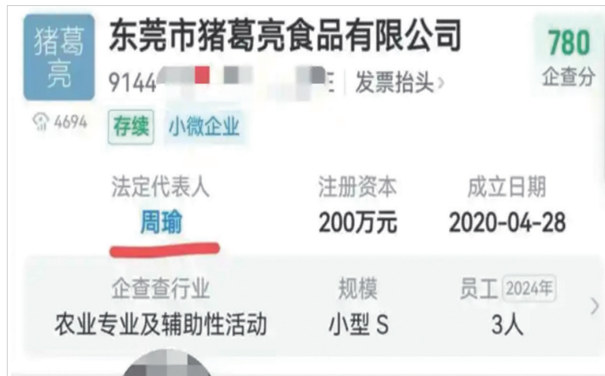 猪葛亮
东莞市猪葛亮食品有限公司
780
企查分
9144
发票抬头
4694
存续 小微企业
法定代表人 注册资本 成立日期
周瑜 200万元 2020-04-28
企查查行业 规模 员工 2024年
农业专业及辅助性活动 小型 S 3人